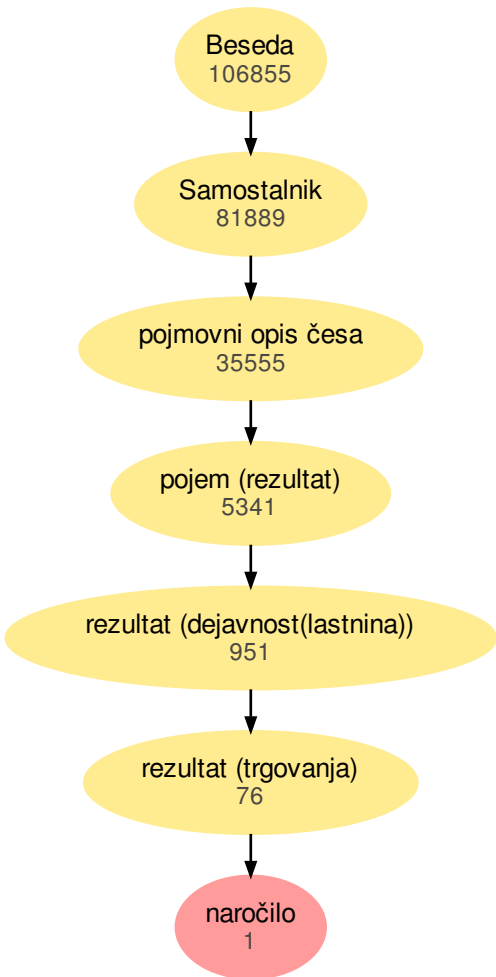 Beseda
106855
Samostalnik
81889
pojmovni opis česa
35555
pojem (rezultat)
5341
rezultat (dejavnost(lastnina))
951
rezultat (trgovanja)
76
naročilo
1